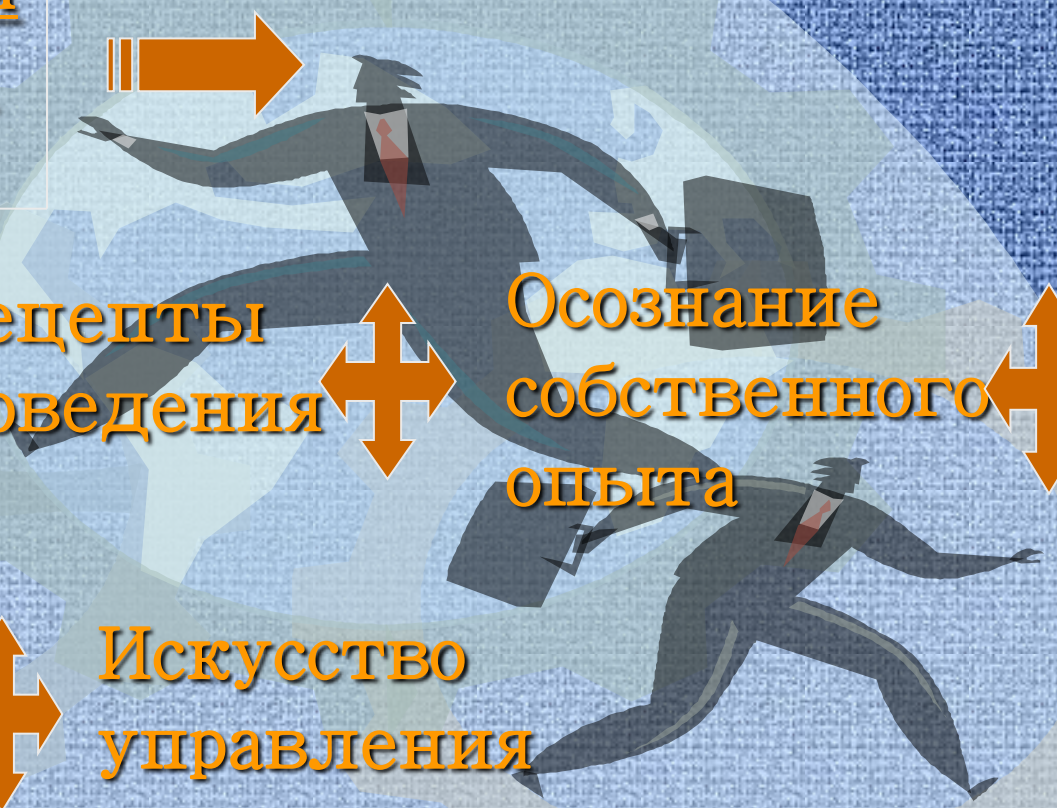 ецепты
оведения
Осознание
собственного
опыта
Искусство
управления